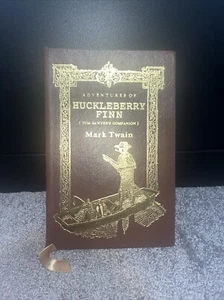 ADVENTURES OF
HUCKLEBERRY
FINN
[ TOM SAWYER'S COMPANION ]
Mark Twain